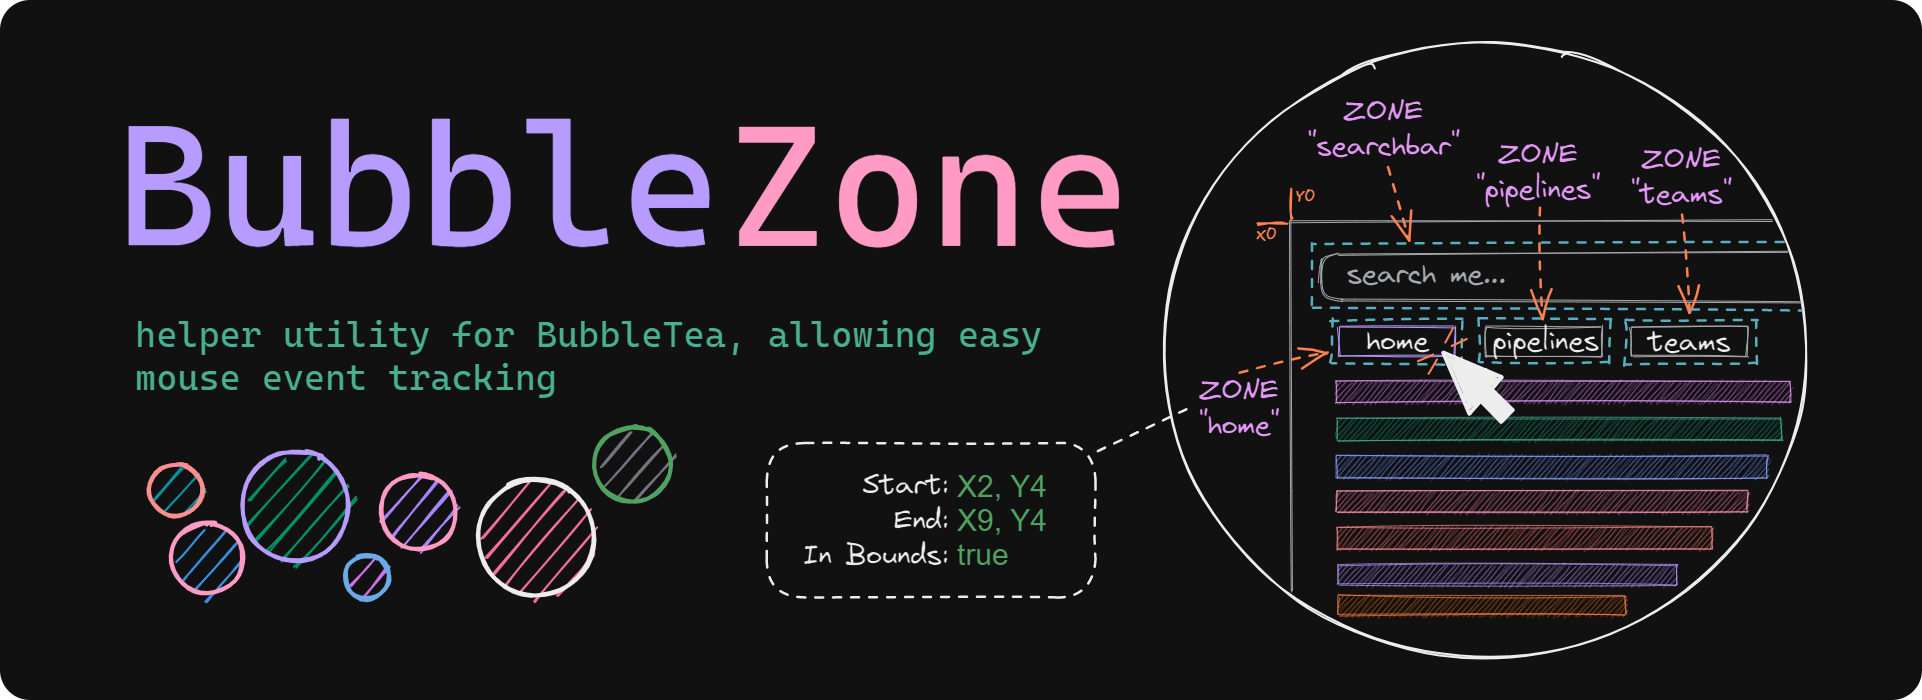 BubbleZone
helper utility for BubbleTea, allowing easy
mouse event tracking
Start: X2, Y4
End: X9, Y4
In Bounds: true
ZONE
"searchbar"
ZONE
"pipelines"
ZONE
"teams"
Y0
X0
search me...
home
pipelines
teams
ZONE
"home"